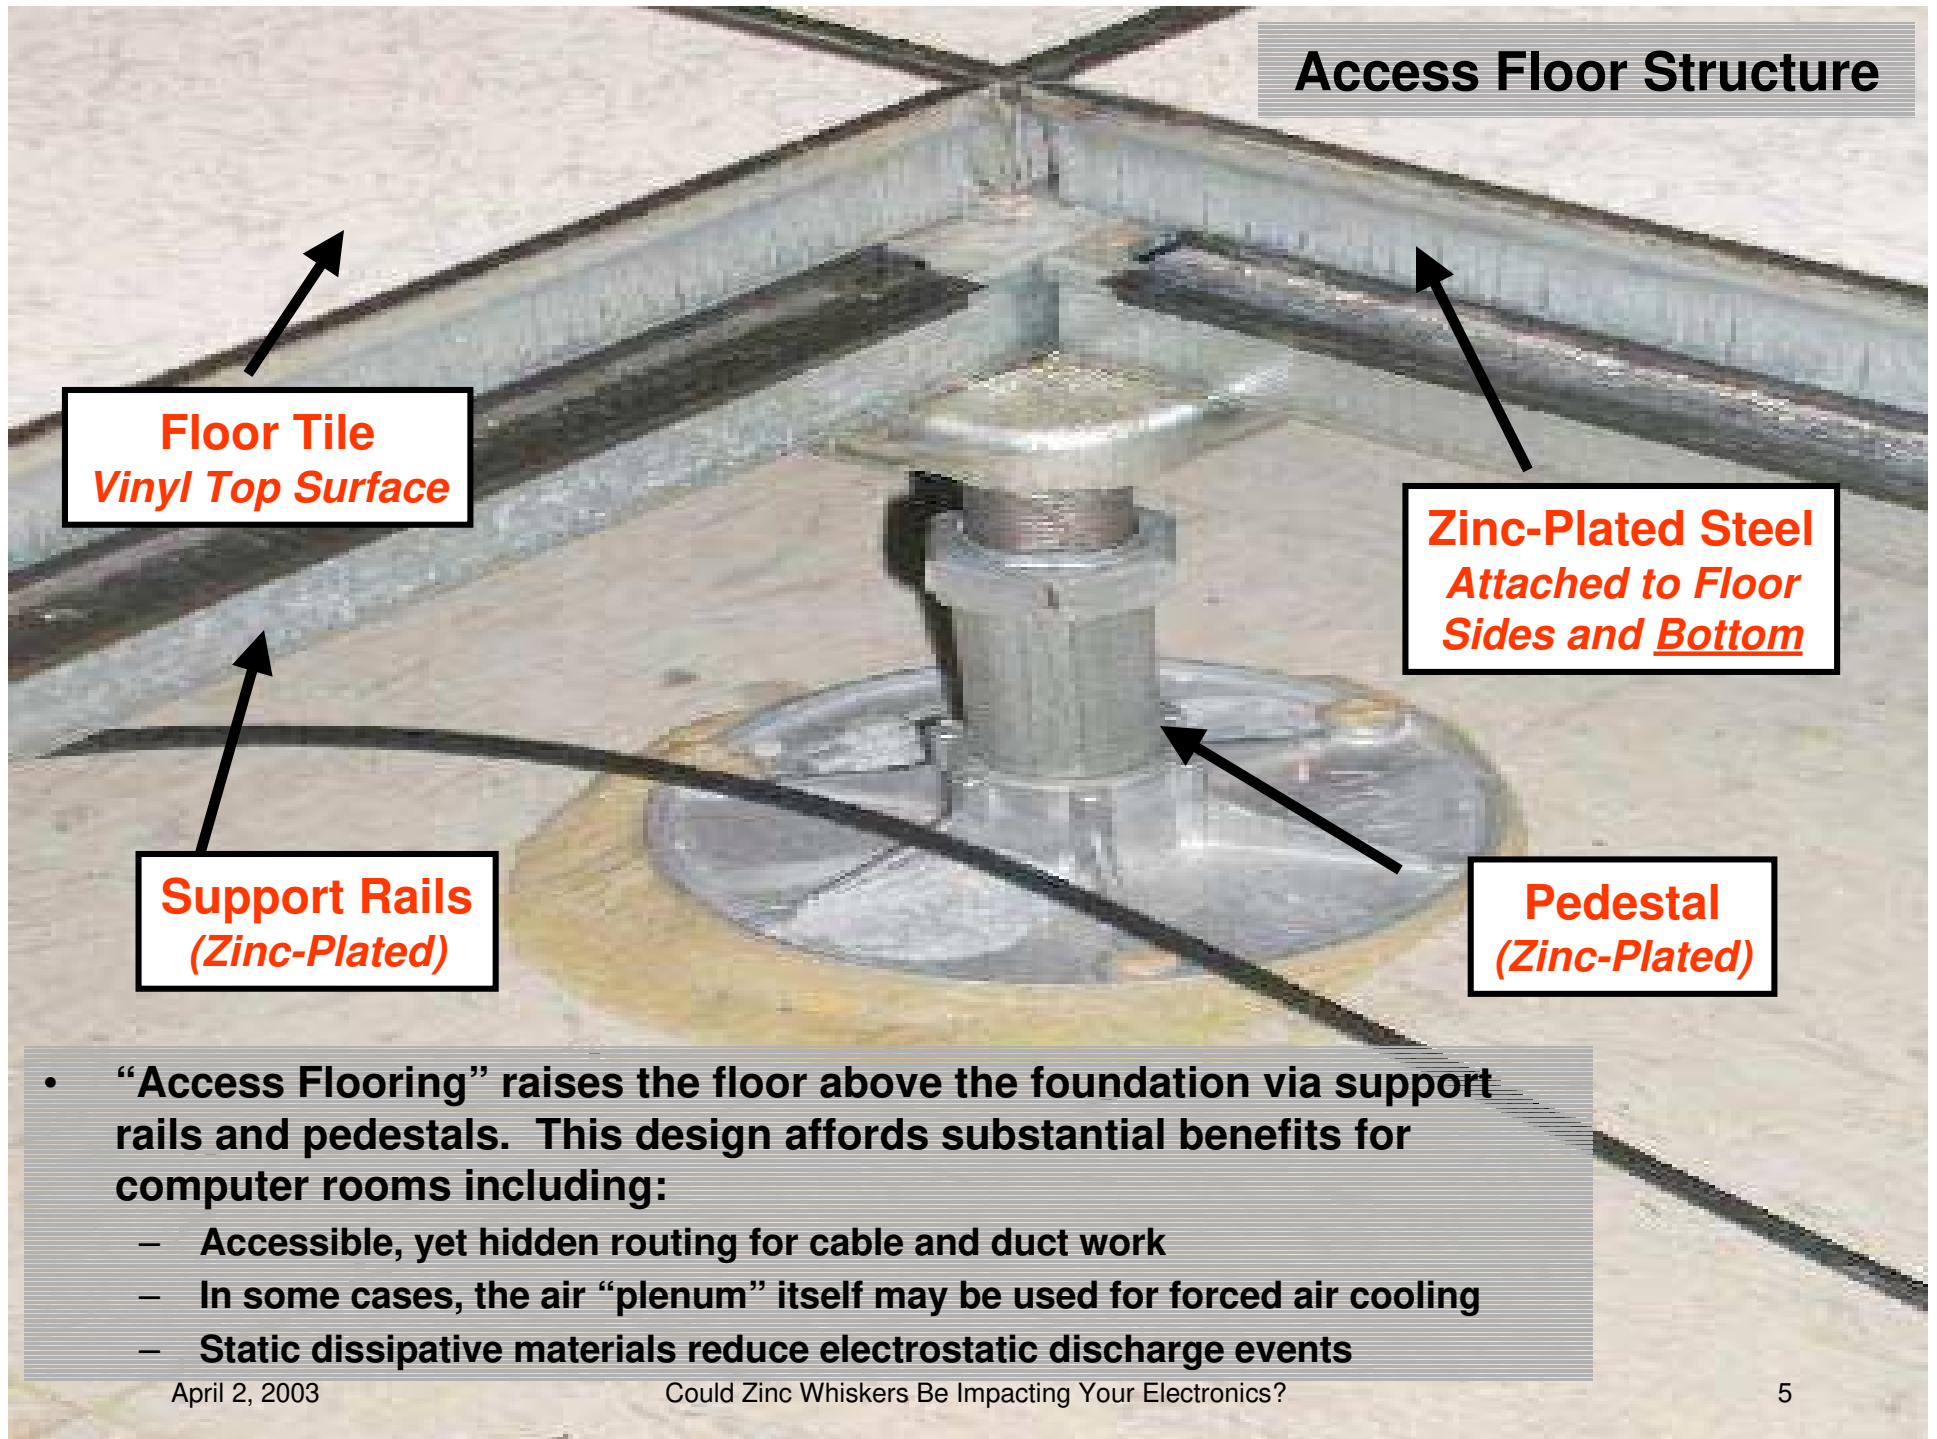 Access Floor Structure
Floor Tile
Vinyl Top Surface
Zinc-Plated Steel
Attached to Floor
Sides and Bottom
Support Rails
(Zinc-Plated)
Pedestal
(Zinc-Plated)
• “Access Flooring” raises the floor above the foundation via support
rails and pedestals.  This design affords substantial benefits for
computer rooms including:
– Accessible, yet hidden routing for cable and duct work
– In some cases, the air “plenum” itself may be used for forced air cooling
– Static dissipative materials reduce electrostatic discharge events
April 2, 2003
Could Zinc Whiskers Be Impacting Your Electronics?
5